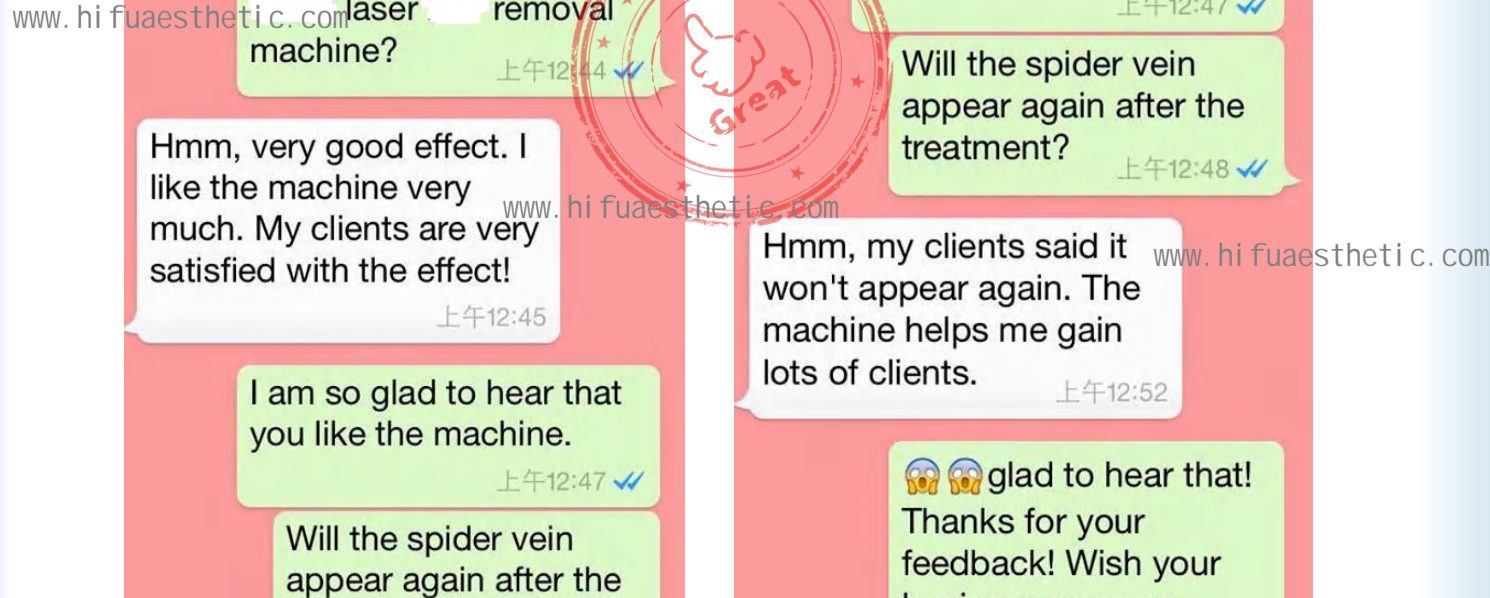 www.hifuaesthetic.com
laser removal
machine?
上午12:44
Hmm, very good effect. I
like the machine very
much. My clients are very
satisfied with the effect!
上午12:45
I am so glad to hear that
you like the machine.
上午12:47
Will the spider vein
appear again after the
Great
www.hifuaesthetic.com
上午12:47
Will the spider vein
appear again after the
treatment?
上午12:48
www.hifuaesthetic.com
Hmm, my clients said it
won't appear again. The
machine helps me gain
lots of clients.
上午12:52
😱😱glad to hear that!
Thanks for your
feedback! Wish your